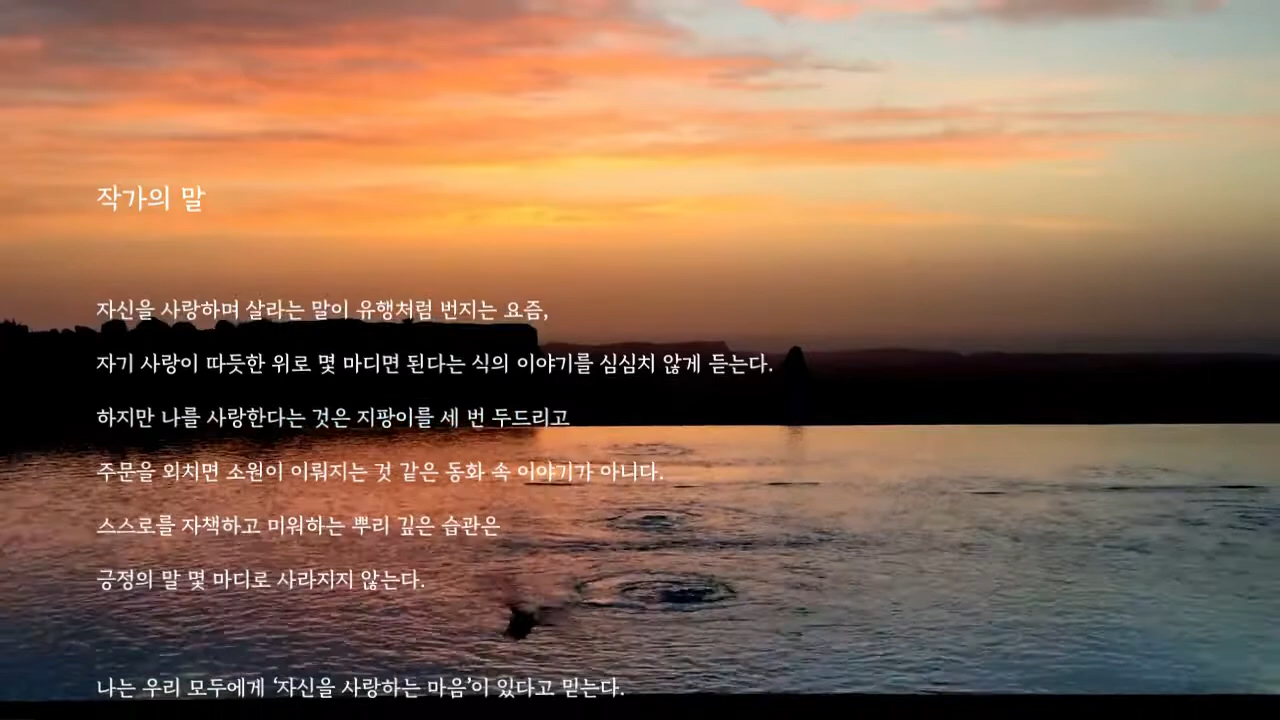 작가의 말
자신을 사랑하며 살라는 말이 유행처럼 번지는 요즘,
자기 사랑이 따듯한 위로 몇 마디면 된다는 식의 이야기를 심심치 않게 듣는다.
하지만 나를 사랑한다는 것은 지팡이를 세 번 두드리고
주문을 외치면 소원이 이뤄지는 것 같은 동화 속 이야기가 아니다.
스스로를 자책하고 미워하는 뿌리 깊은 습관은
긍정의 말 몇 마디로 사라지지 않는다.
나는 우리 모두에게 ‘자신을 사랑하는 마음’이 있다고 믿는다.